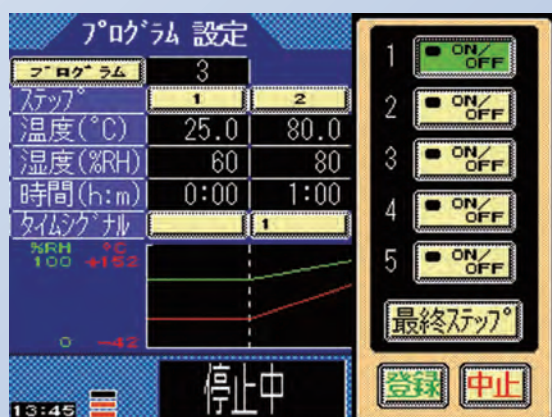 プログラム 設定
プログラム 3
ステップ 1 2
温度(°C) 25.0 80.0
湿度(%RH) 60 80
時間(h:m) 0:00 1:00
タイムシグナル 1
%RH °C
100 +152
0 -42
13:45 停止中
1 ON/OFF
2 ON/OFF
3 ON/OFF
4 ON/OFF
5 ON/OFF
最終ステップ
登録 中止